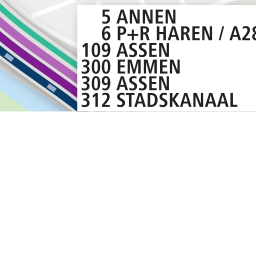 5 ANNEN
6 P+R HAREN / A28
109 ASSEN
300 EMMEN
309 ASSEN
312 STADSKANAAL